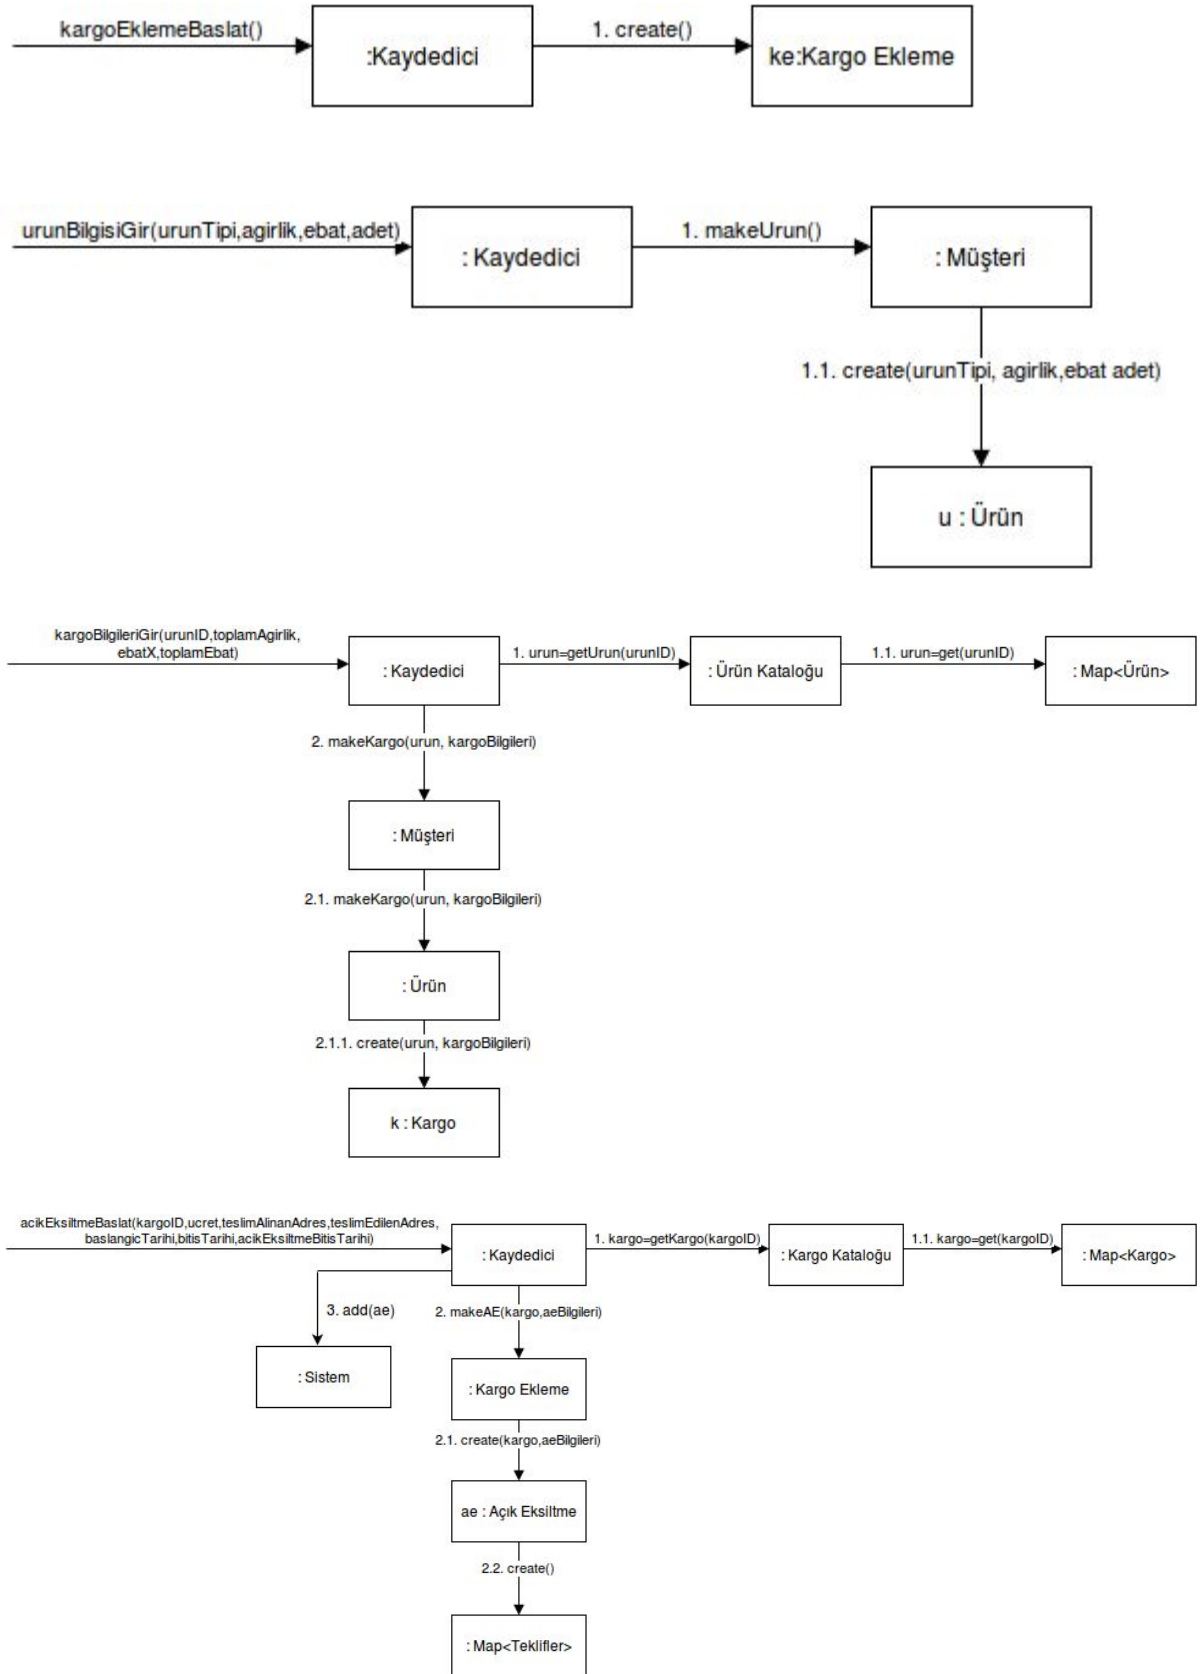 kargoEklemeBaslat()
:Kaydedici
1. create()
ke:Kargo Ekleme
urunBilgisiGir(urunTipi,agirlik,ebat,adet)
: Kaydedici
1. makeUrun()
: Müşteri
1.1. create(urunTipi, agirlik,ebat adet)
u : Ürün
kargoBilgileriGir(urunID,toplamAgirlik,
ebatX,toplamEbat)
: Kaydedici
1. urun=getUrun(urunID)
: Ürün Kataloğu
1.1. urun=get(urunID)
: Map<Ürün>
2. makeKargo(urun, kargoBilgileri)
: Müşteri
2.1. makeKargo(urun, kargoBilgileri)
: Ürün
2.1.1. create(urun, kargoBilgileri)
k : Kargo
acikEksiltmeBaslat(kargoID,ucret,teslimAlinanAdres,teslimEdilenAdres,
baslangicTarihi,bitisTarihi,acikEksiltmeBitisTarihi)
: Kaydedici
1. kargo=getKargo(kargoID)
: Kargo Kataloğu
1.1. kargo=get(kargoID)
: Map<Kargo>
3. add(ae)
2. makeAE(kargo,aeBilgileri)
: Sistem
: Kargo Ekleme
2.1. create(kargo,aeBilgileri)
ae : Açık Eksiltme
2.2. create()
: Map<Teklifler>